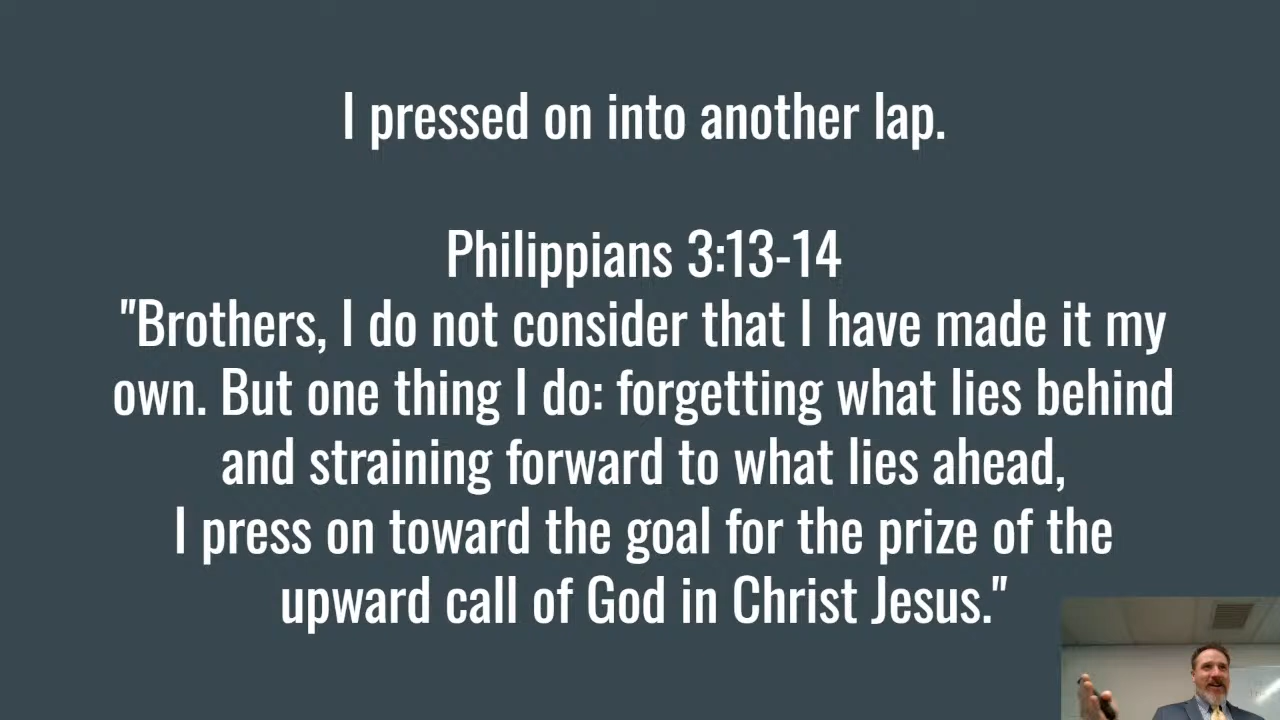 I pressed on into another lap.
Philippians 3:13-14
"Brothers, I do not consider that I have made it my
own. But one thing I do: forgetting what lies behind
and straining forward to what lies ahead,
I press on toward the goal for the prize of the
upward call of God in Christ Jesus."